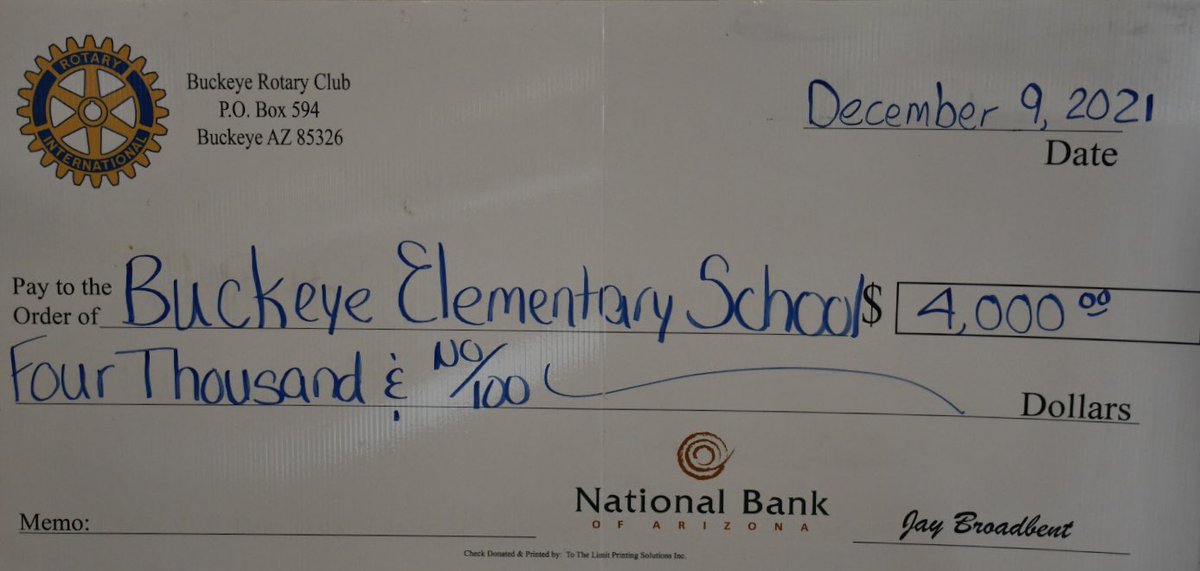 ROTARY
INTERNATIONAL
Buckeye Rotary Club
P.O. Box 594
Buckeye AZ 85326
December 9, 2021
Date
Pay to the
Order of Buckeye Elementary School $ 4,000 00
Four Thousand & NO/100 Dollars
National Bank
OF ARIZONA
Memo:
Jay Broadbent
Check Donated & Printed by: To The Limit Printing Solutions Inc.